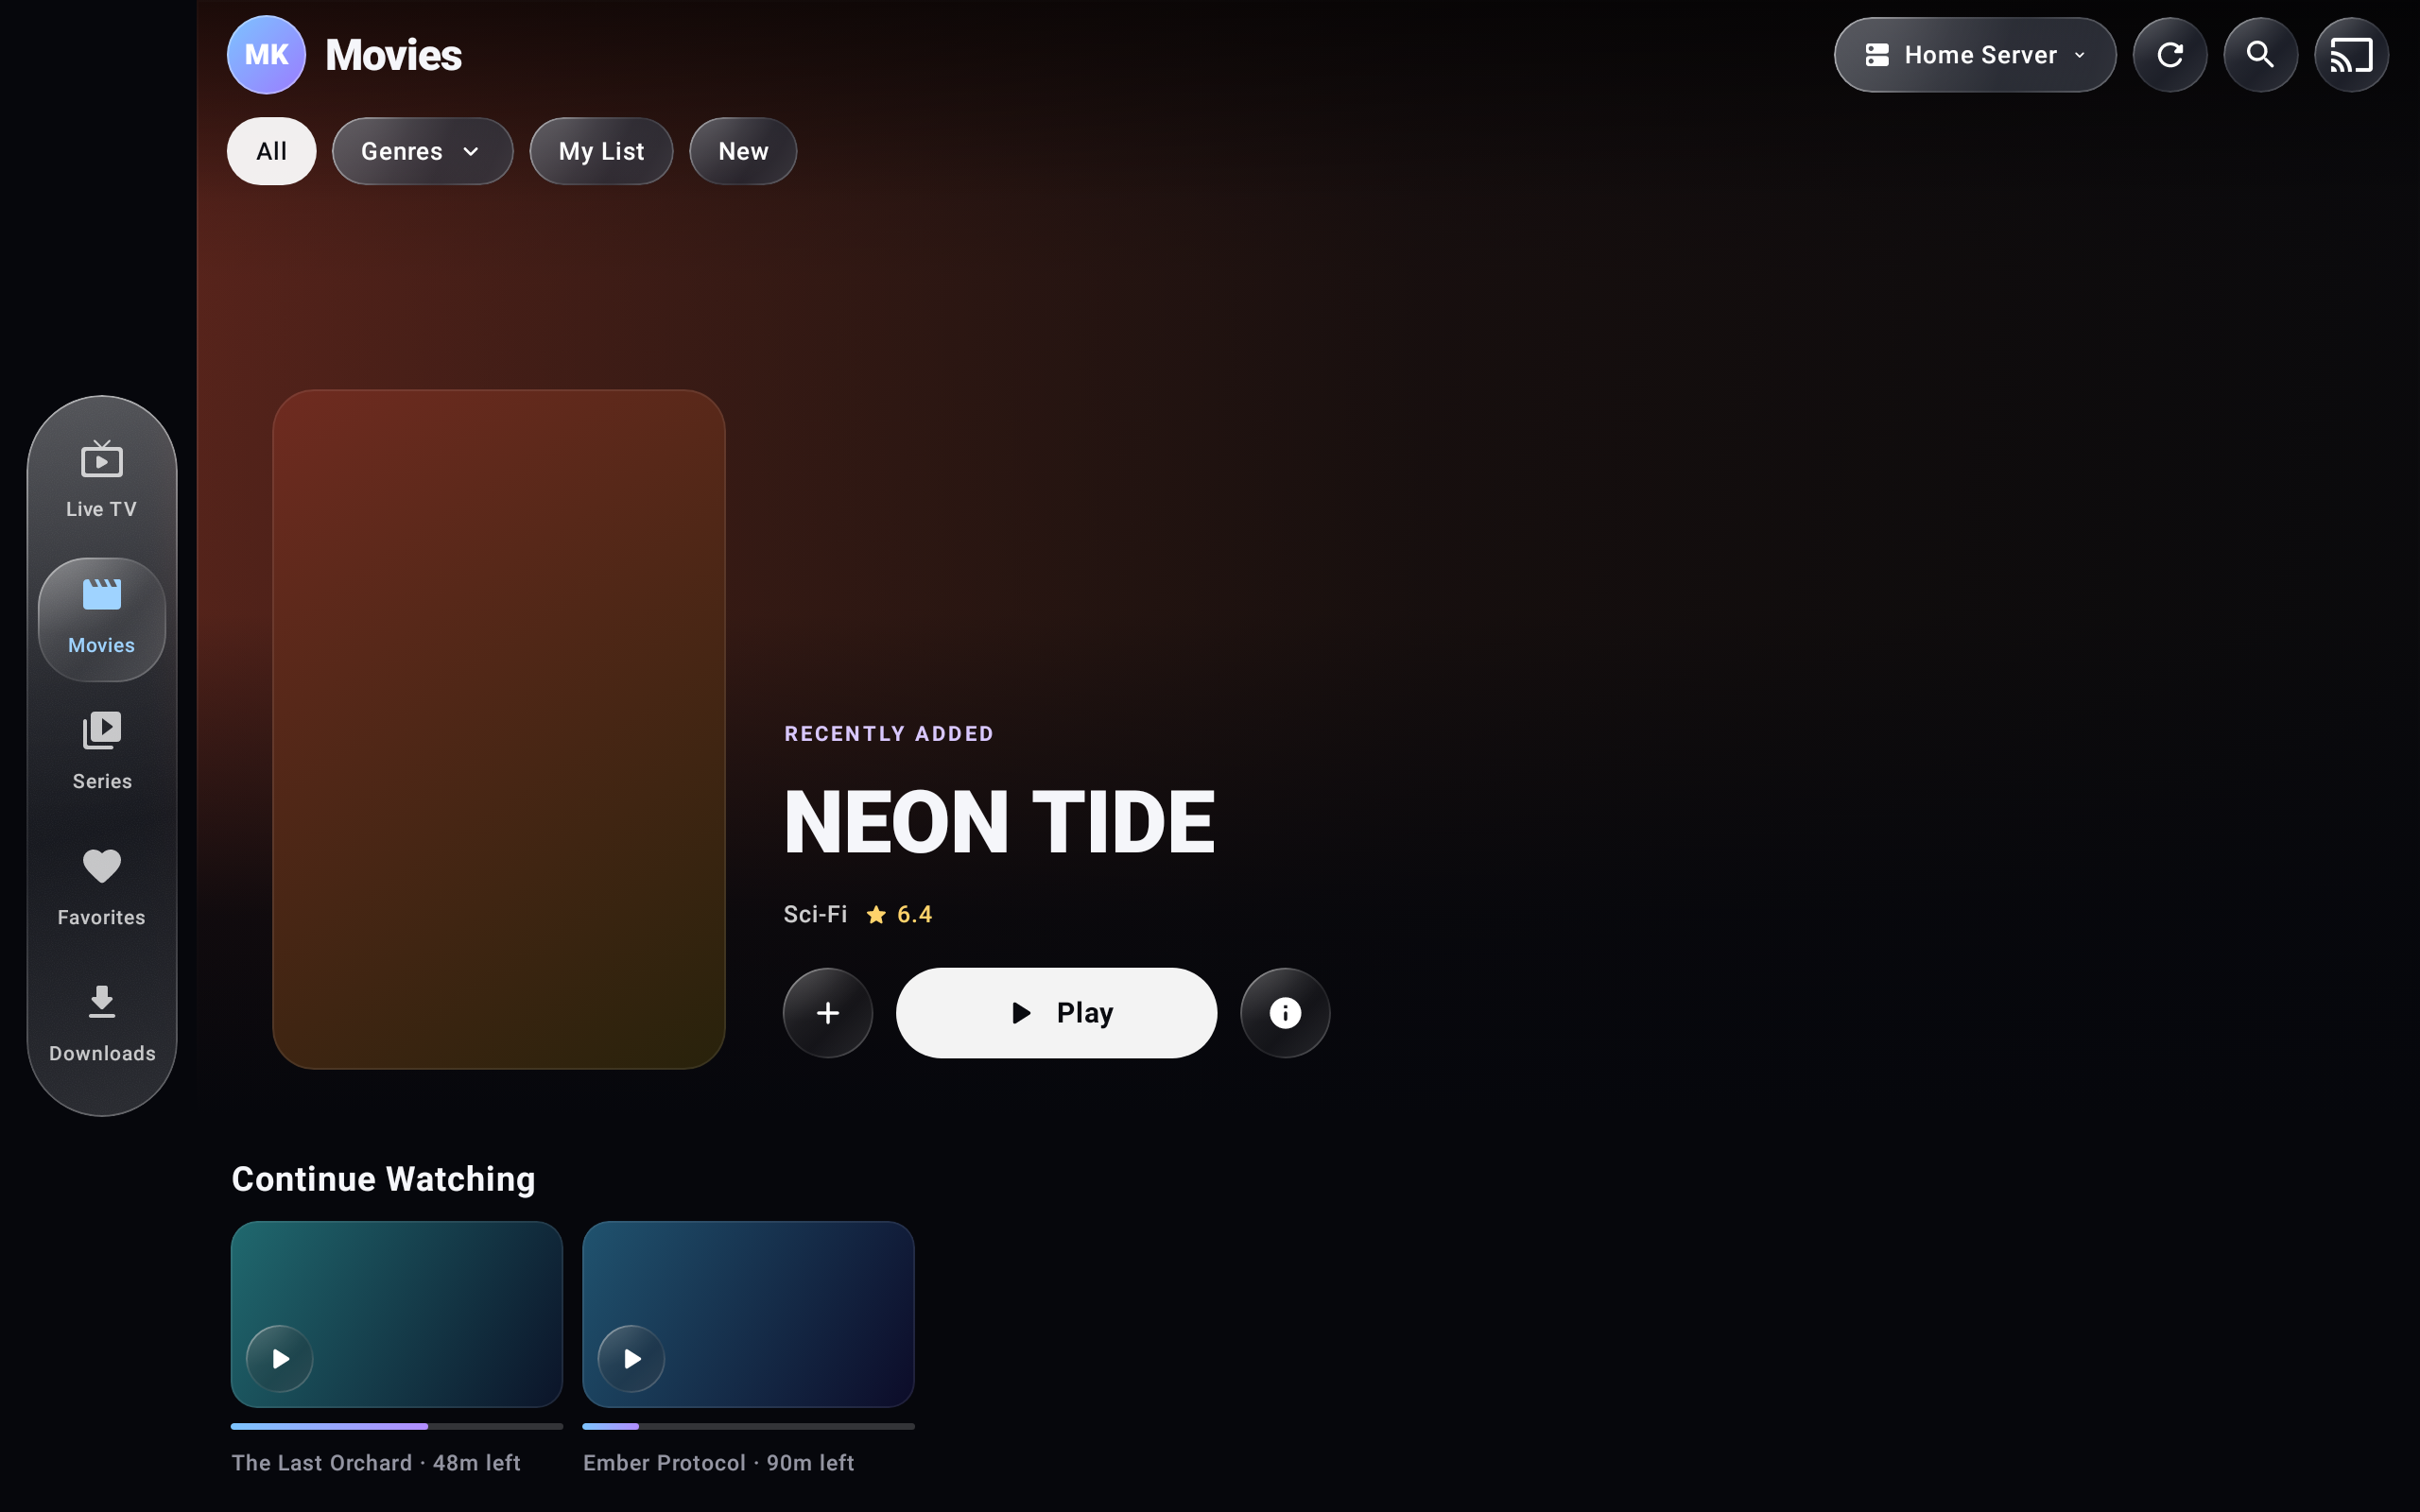 MK Movies Home Server
All Genres My List New
Live TV
Movies
Series
Favorites
Downloads
RECENTLY ADDED
NEON TIDE
Sci-Fi 6.4
Play
Continue Watching
The Last Orchard · 48m left
Ember Protocol · 90m left